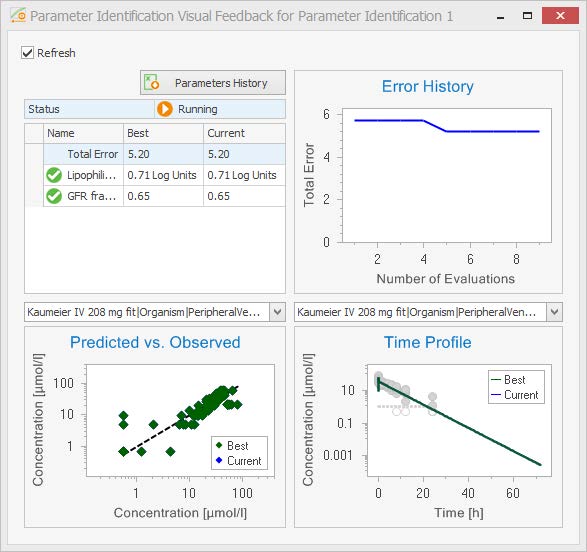 Parameter Identification Visual Feedback for Parameter Identification 1
Refresh
Parameters History
Status Running
Name Best Current
Total Error 5.20 5.20
Lipophili... 0.71 Log Units 0.71 Log Units
GFR fra... 0.65 0.65
Error History
Total Error
6
4
2
0
2 4 6 8
Number of Evaluations
Kaumeier IV 208 mg fit|Organism|PeripheralVen...
Kaumeier IV 208 mg fit|Organism|PeripheralVe...
Predicted vs. Observed
Concentration [µmol/l]
100
10
1
Best
Current
1 10 100
Concentration [µmol/l]
Time Profile
Concentration [µmol/l]
10
0.1
0.001
Best
Current
0 20 40 60
Time [h]